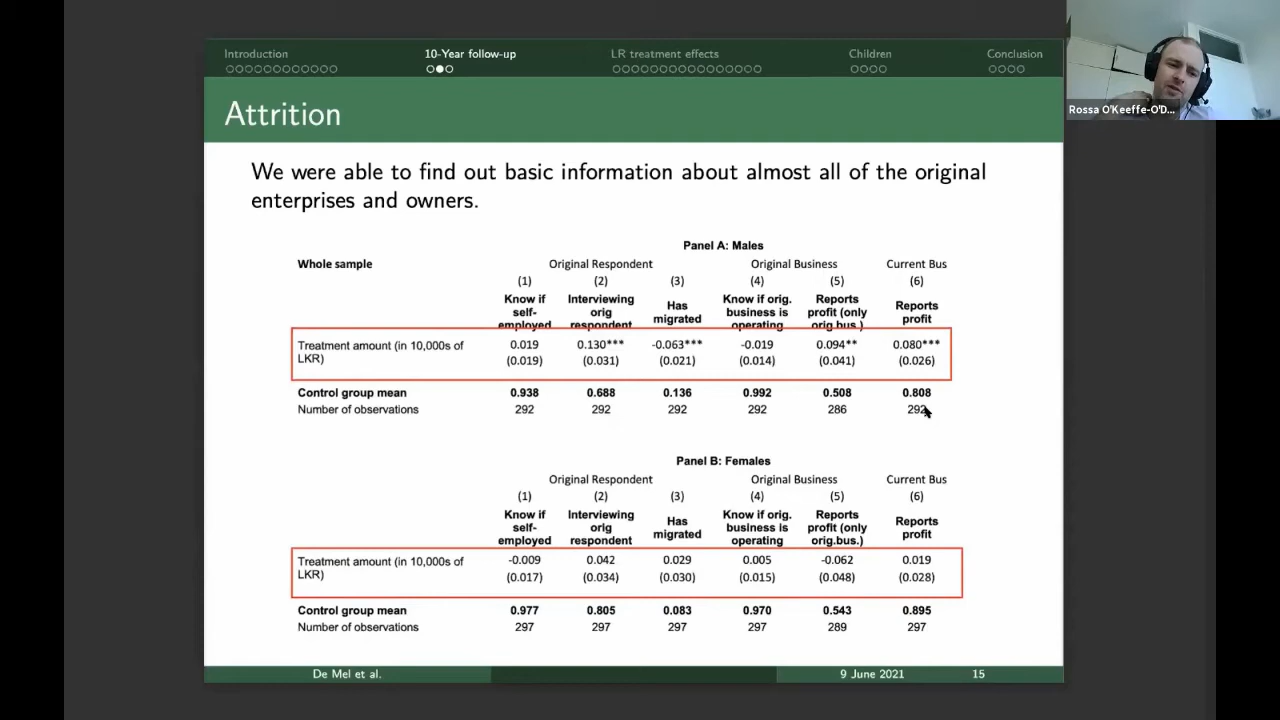 Introduction 10-Year follow-up LR treatment effects Children Conclusion
Rossa O'Keeffe-O'D...
Attrition
We were able to find out basic information about almost all of the original
enterprises and owners.
Panel A: Males
Whole sample Original Respondent Original Business Current Bus
(1) (2) (3) (4) (5) (6)
Know if self-employed Interviewing orig respondent Has migrated Know if orig. business is operating Reports profit (only orig.bus.) Reports profit
Treatment amount (in 10,000s of LKR) 0.019 0.130*** -0.063*** -0.019 0.094** 0.080***
(0.019) (0.031) (0.021) (0.014) (0.041) (0.026)
Control group mean 0.938 0.688 0.136 0.992 0.508 0.808
Number of observations 292 292 292 292 286 292
Panel B: Females
Original Respondent Original Business Current Bus
(1) (2) (3) (4) (5) (6)
Know if self-employed Interviewing orig respondent Has migrated Know if orig. business is operating Reports profit (only orig.bus.) Reports profit
Treatment amount (in 10,000s of LKR) -0.009 0.042 0.029 0.005 -0.062 0.019
(0.017) (0.034) (0.030) (0.015) (0.048) (0.028)
Control group mean 0.977 0.805 0.083 0.970 0.543 0.895
Number of observations 297 297 297 297 289 297
De Mel et al. 9 June 2021 15